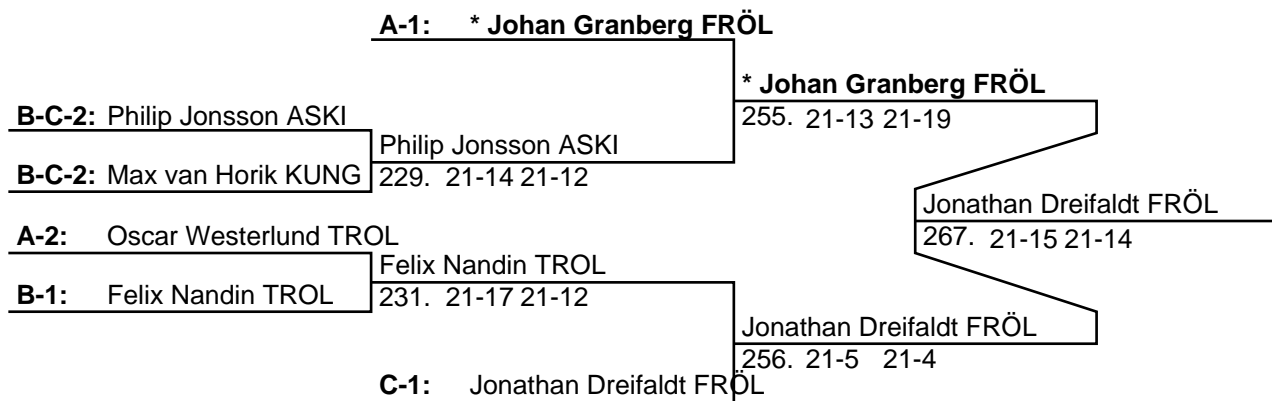 A-1: * Johan Granberg FRÖL
* Johan Granberg FRÖL
B-C-2: Philip Jonsson ASKI
255. 21-13 21-19
Philip Jonsson ASKI
B-C-2: Max van Horik KUNG
229. 21-14 21-12
Jonathan Dreifaldt FRÖL
A-2: Oscar Westerlund TROL
267. 21-15 21-14
Felix Nandin TROL
B-1: Felix Nandin TROL
231. 21-17 21-12
Jonathan Dreifaldt FRÖL
256. 21-5 21-4
C-1: Jonathan Dreifaldt FRÖL